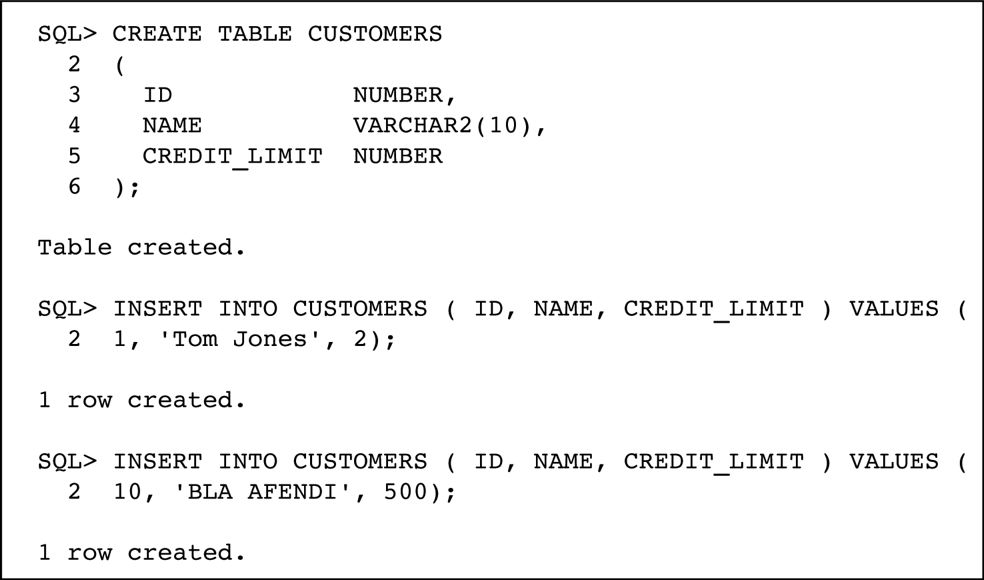 SQL> CREATE TABLE CUSTOMERS
2 (
3 ID NUMBER,
4 NAME VARCHAR2(10),
5 CREDIT_LIMIT NUMBER
6 );
Table created.
SQL> INSERT INTO CUSTOMERS ( ID, NAME, CREDIT_LIMIT ) VALUES (
2 1, 'Tom Jones', 2);
1 row created.
SQL> INSERT INTO CUSTOMERS ( ID, NAME, CREDIT_LIMIT ) VALUES (
2 10, 'BLA AFENDI', 500);
1 row created.